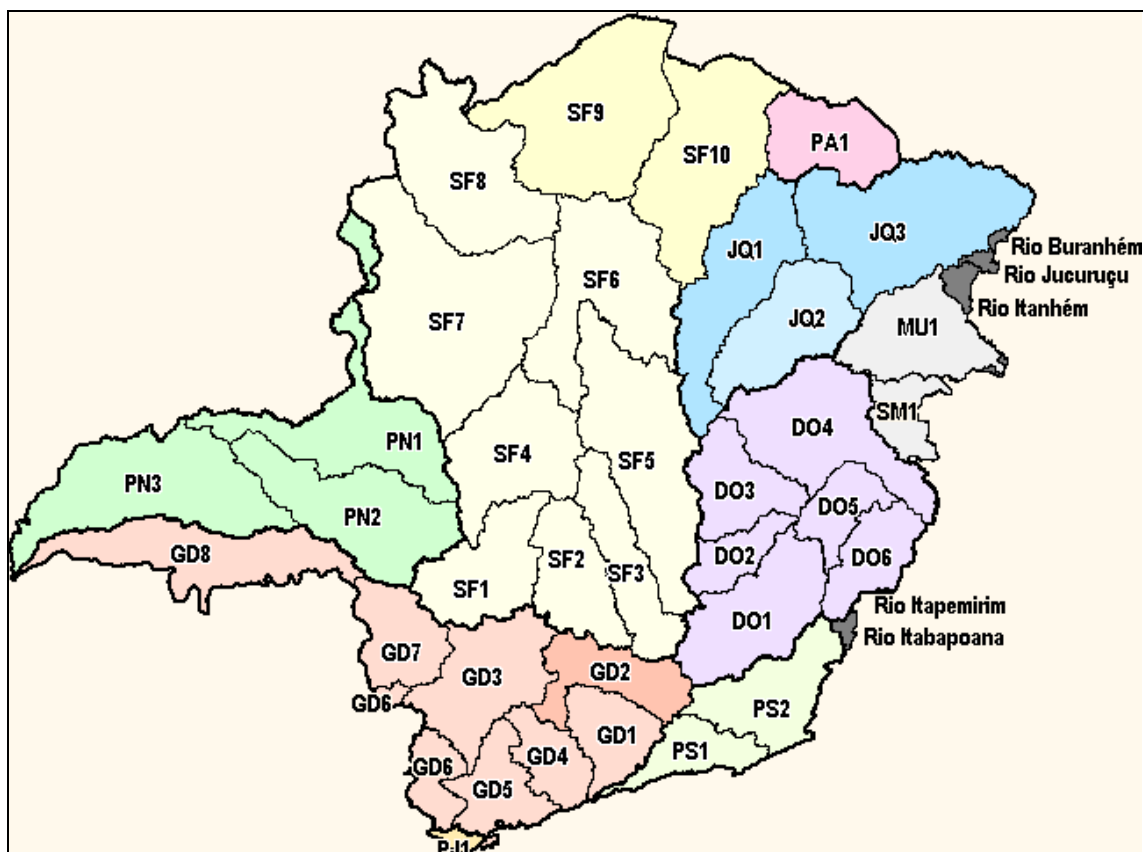 SF9
PA1
SF10
SF8
JQ1
JQ3
Rio Buranhém
Rio Jucuruçu
SF6
Rio Itanhém
SF7
JQ2
MU1
SM1
PN1
DO4
SF4
SF5
PN3
DO3
PN2
DO5
GD8
SF2
DO2
DO6
SF3
SF1
Rio Itapemirim
DO1
Rio Itabapoana
GD7
GD3
GD2
GD6
PS2
GD1
PS1
GD4
GD6
GD5
PJ1